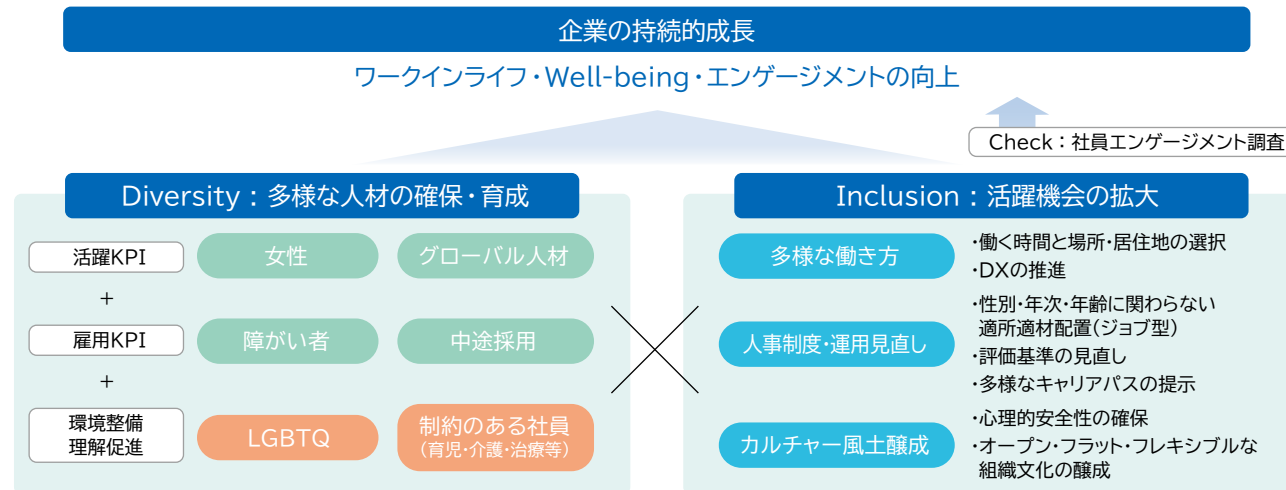 企業の持続的成長
ワークインライフ・Well-being・エンゲージメントの向上
Check：社員エンゲージメント調査
Diversity：多様な人材の確保・育成
活躍KPI
女性
グローバル人材
+
雇用KPI
障がい者
中途採用
+
環境整備
理解促進
LGBTQ
制約のある社員
(育児・介護・治療等)
Inclusion：活躍機会の拡大
多様な働き方
・働く時間と場所・居住地の選択
・DXの推進
人事制度・運用見直し
・性別・年次・年齢に関わらない
適所適材配置(ジョブ型)
・評価基準の見直し
・多様なキャリアパスの提示
カルチャー風土醸成
・心理的安全性の確保
・オープン・フラット・フレキシブルな
組織文化の醸成